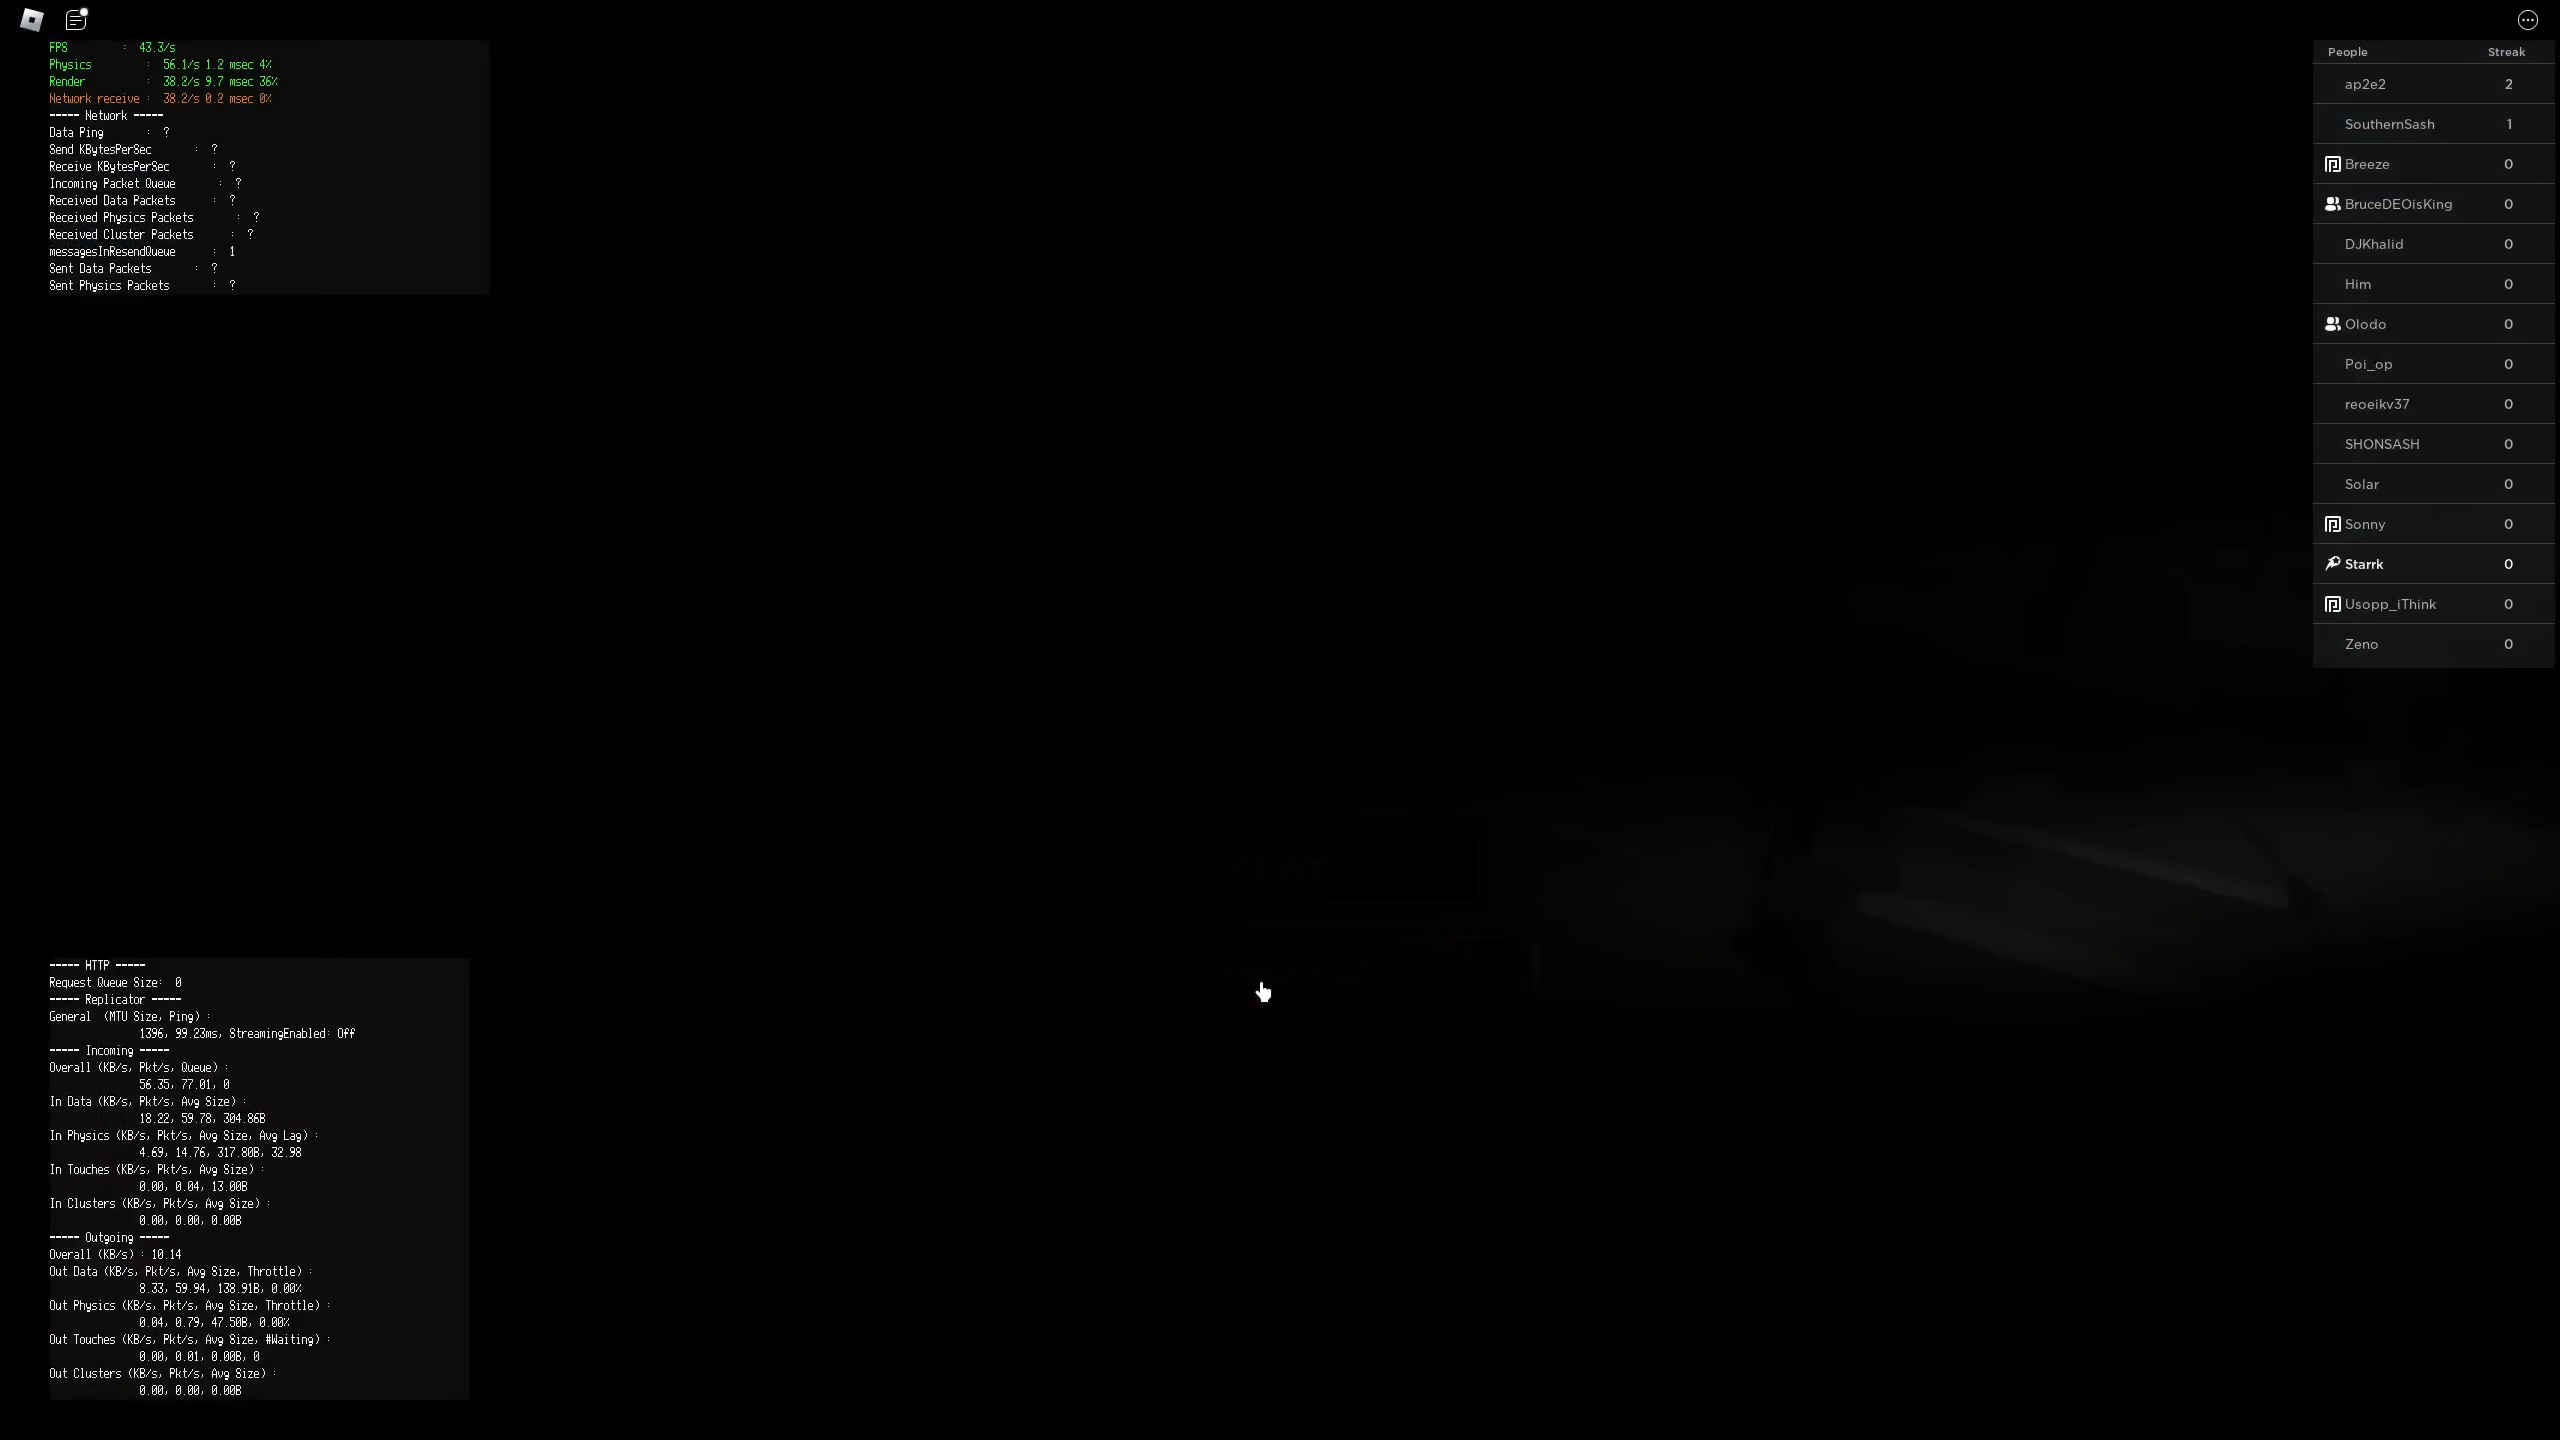 FPS : 43.3/s
Physics : 56.1/s 1.2 msec 4%
Render : 38.2/s 9.7 msec 36%
Network receive : 38.2/s 0.2 msec 0%
----- Network -----
Data Ping : ?
Send KBytesPerSec : ?
Receive KBytesPerSec : ?
Incoming Packet Queue : ?
Received Data Packets : ?
Received Physics Packets : ?
Received Cluster Packets : ?
messagesInResendQueue : 1
Sent Data Packets : ?
Sent Physics Packets : ?
People Streak
ap2e2 2
SouthernSash 1
Breeze 0
BruceDEOisKing 0
DJKhalid 0
Him 0
Olodo 0
Poi_op 0
reoeikv37 0
SHONSASH 0
Solar 0
Sonny 0
Starrk 0
Usopp_iThink 0
Zeno 0
PLAY
----- HTTP -----
Request Queue Size: 0
----- Replicator -----
General (MTU Size, Ping) :
1396, 99.23ms, StreamingEnabled: Off
----- Incoming -----
Overall (KB/s, Pkt/s, Queue) :
56.35, 77.01, 0
In Data (KB/s, Pkt/s, Avg Size) :
18.22, 59.78, 304.86B
In Physics (KB/s, Pkt/s, Avg Size, Avg Lag) :
4.69, 14.76, 317.80B, 32.98
In Touches (KB/s, Pkt/s, Avg Size) :
0.00, 0.04, 13.00B
In Clusters (KB/s, Pkt/s, Avg Size) :
0.00, 0.00, 0.00B
----- Outgoing -----
Overall (KB/s) : 10.14
Out Data (KB/s, Pkt/s, Avg Size, Throttle) :
8.33, 59.94, 138.91B, 0.00%
Out Physics (KB/s, Pkt/s, Avg Size, Throttle) :
0.04, 0.79, 47.50B, 0.00%
Out Touches (KB/s, Pkt/s, Avg Size, #Waiting) :
0.00, 0.01, 0.00B, 0
Out Clusters (KB/s, Pkt/s, Avg Size) :
0.00, 0.00, 0.00B